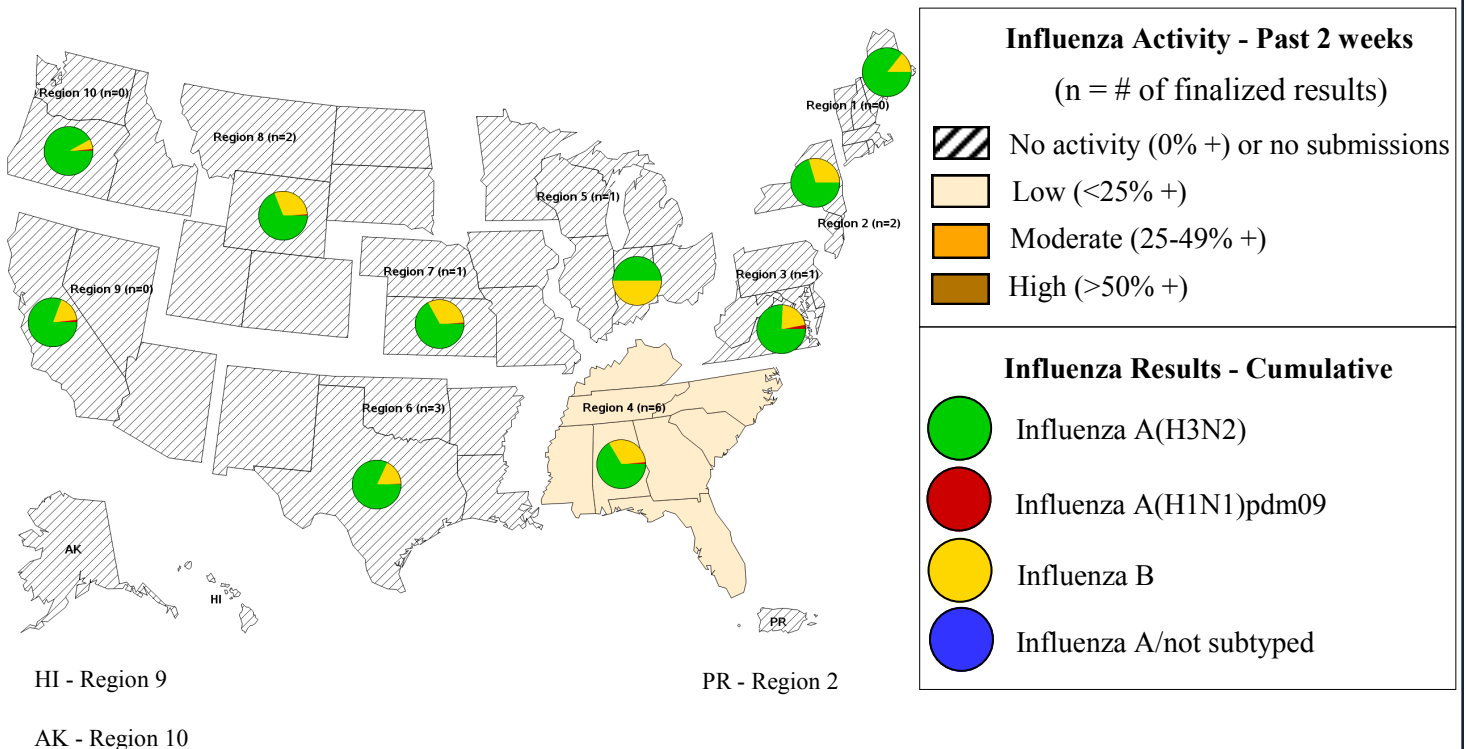 Region 10 (n=0)
Region 8 (n=2)
Region 1 (n=0)
Region 5 (n=1)
Region 2 (n=2)
Region 7 (n=1)
Region 3 (n=1)
Region 9 (n=0)
Region 6 (n=3)
Region 4 (n=6)
AK
HI
PR
HI - Region 9
PR - Region 2
AK - Region 10
Influenza Activity - Past 2 weeks
(n = # of finalized results)
No activity (0% +) or no submissions
Low (<25% +)
Moderate (25-49% +)
High (>50% +)
Influenza Results - Cumulative
Influenza A(H3N2)
Influenza A(H1N1)pdm09
Influenza B
Influenza A/not subtyped